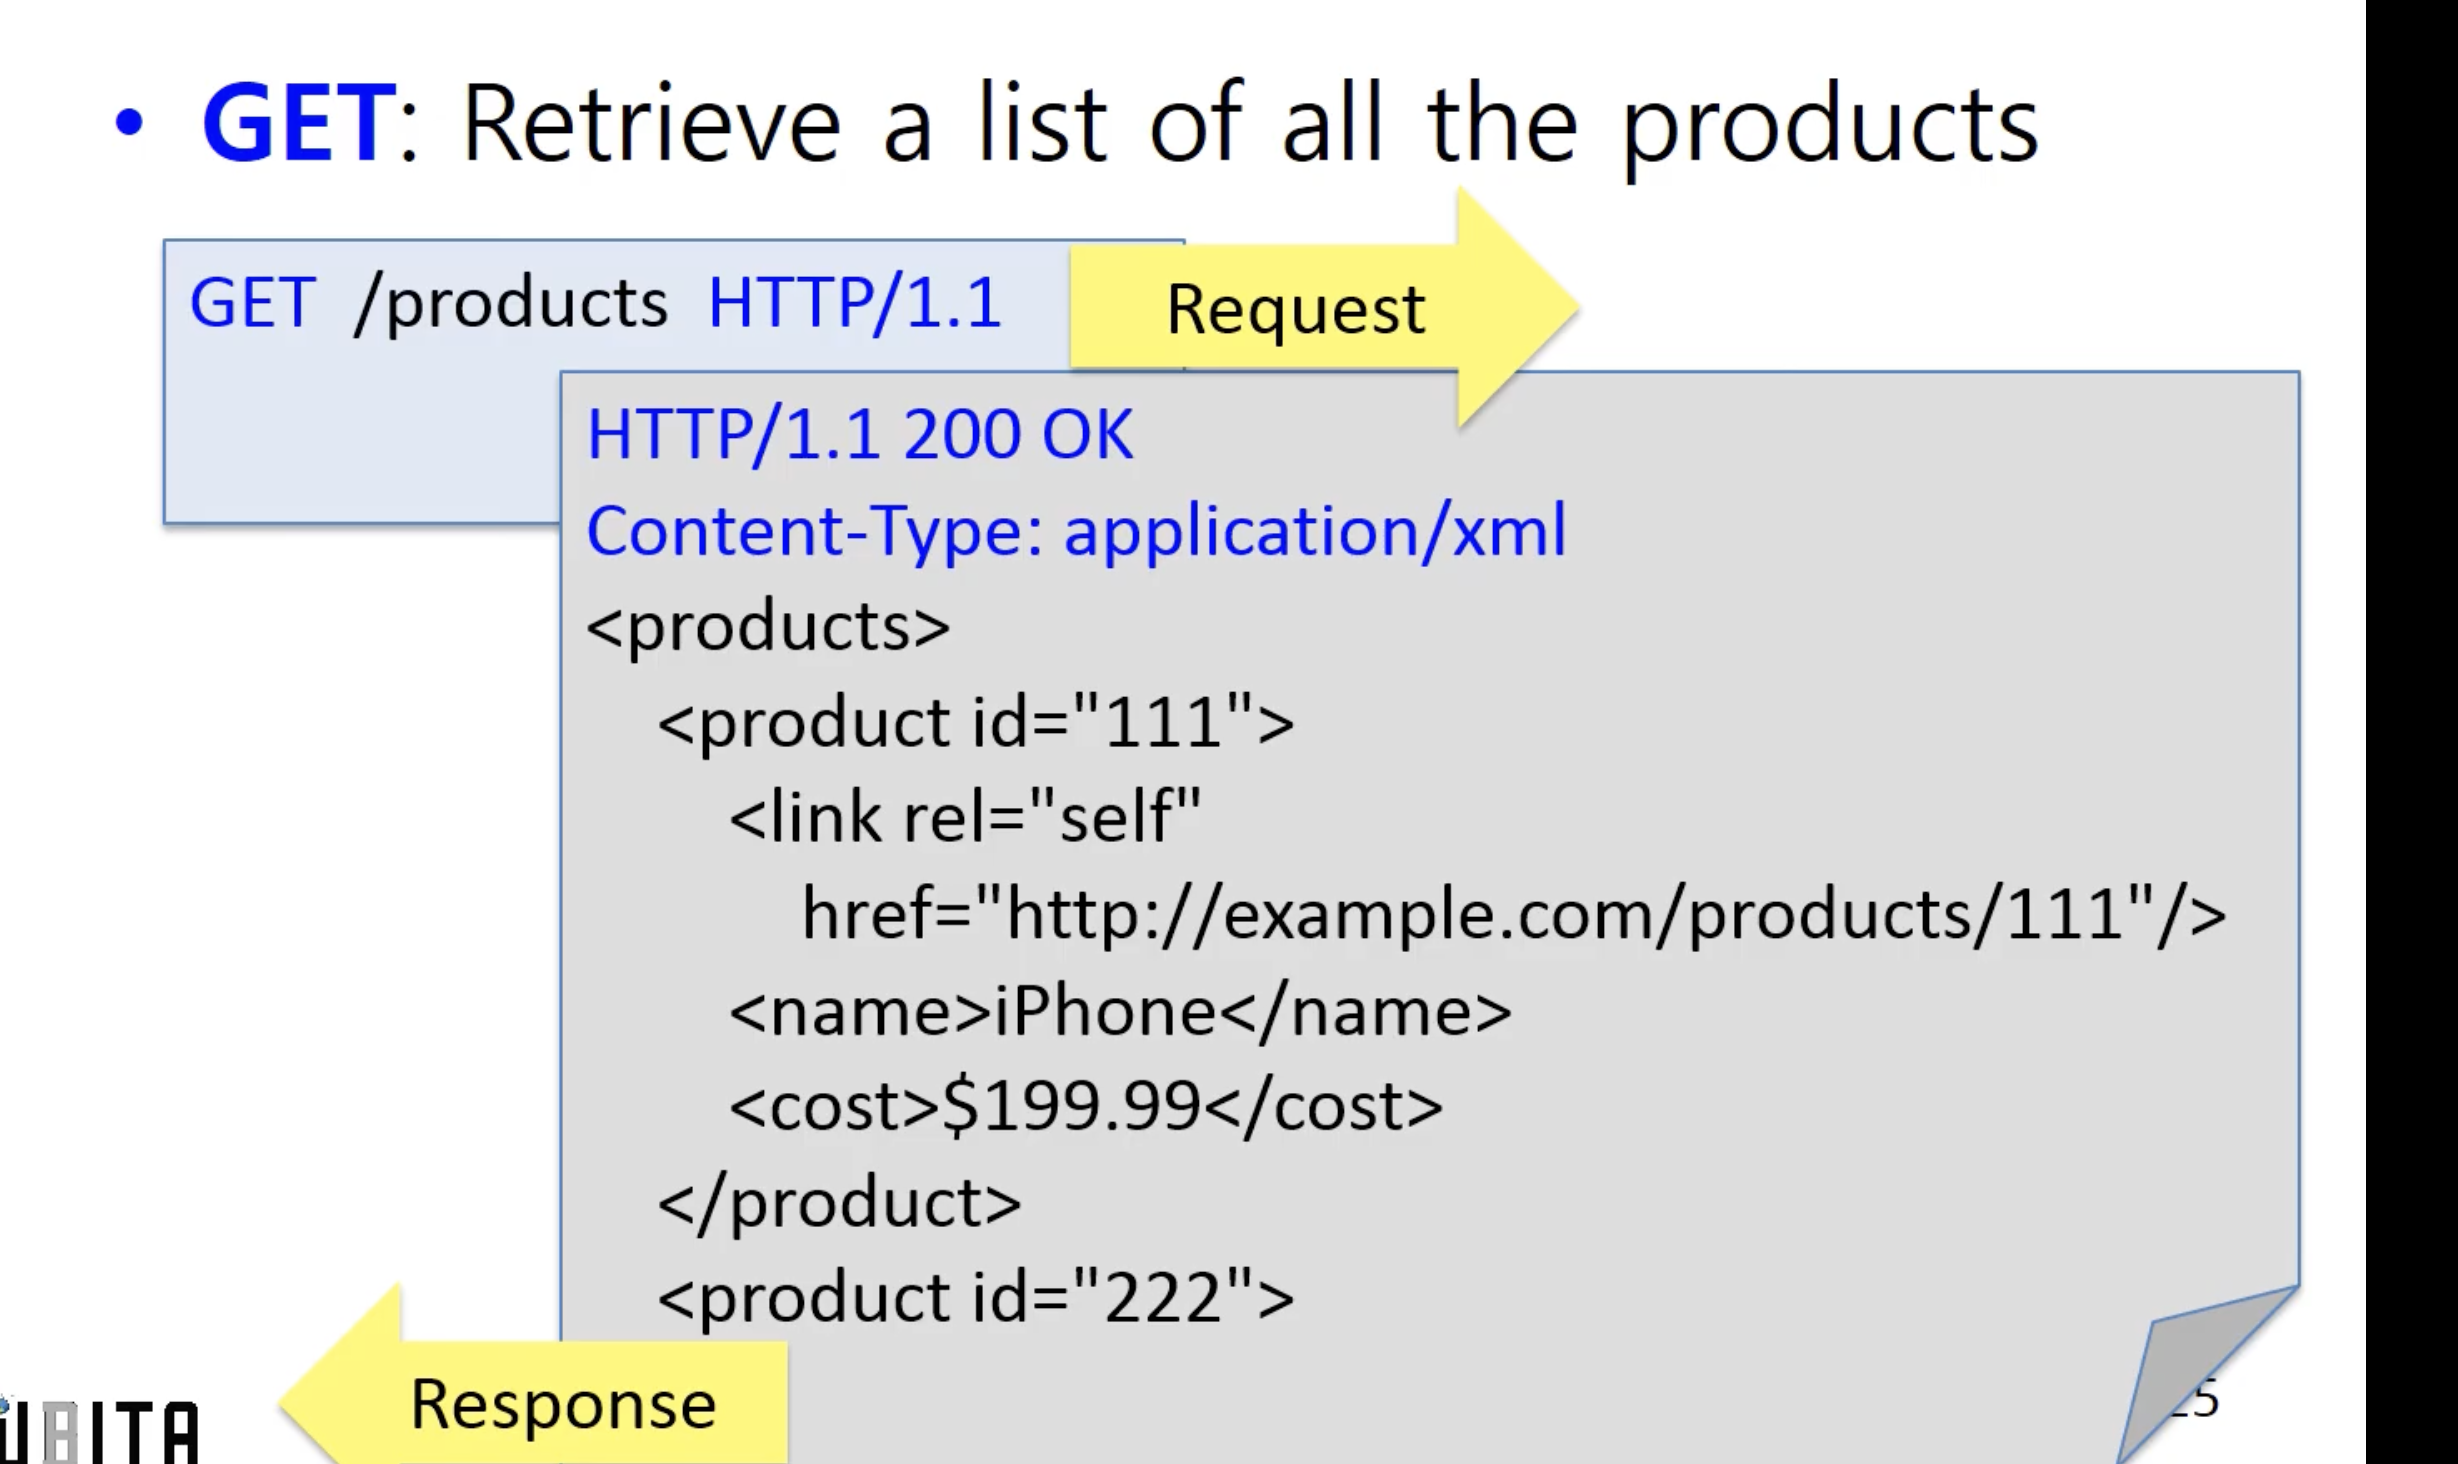 • GET: Retrieve a list of all the products
GET /products HTTP/1.1
Request
HTTP/1.1 200 OK
Content-Type: application/xml
<products>
<product id="111">
<link rel="self"
href="http://example.com/products/111"/>
<name>iPhone</name>
<cost>$199.99</cost>
</product>
<product id="222">
Response
UBITA